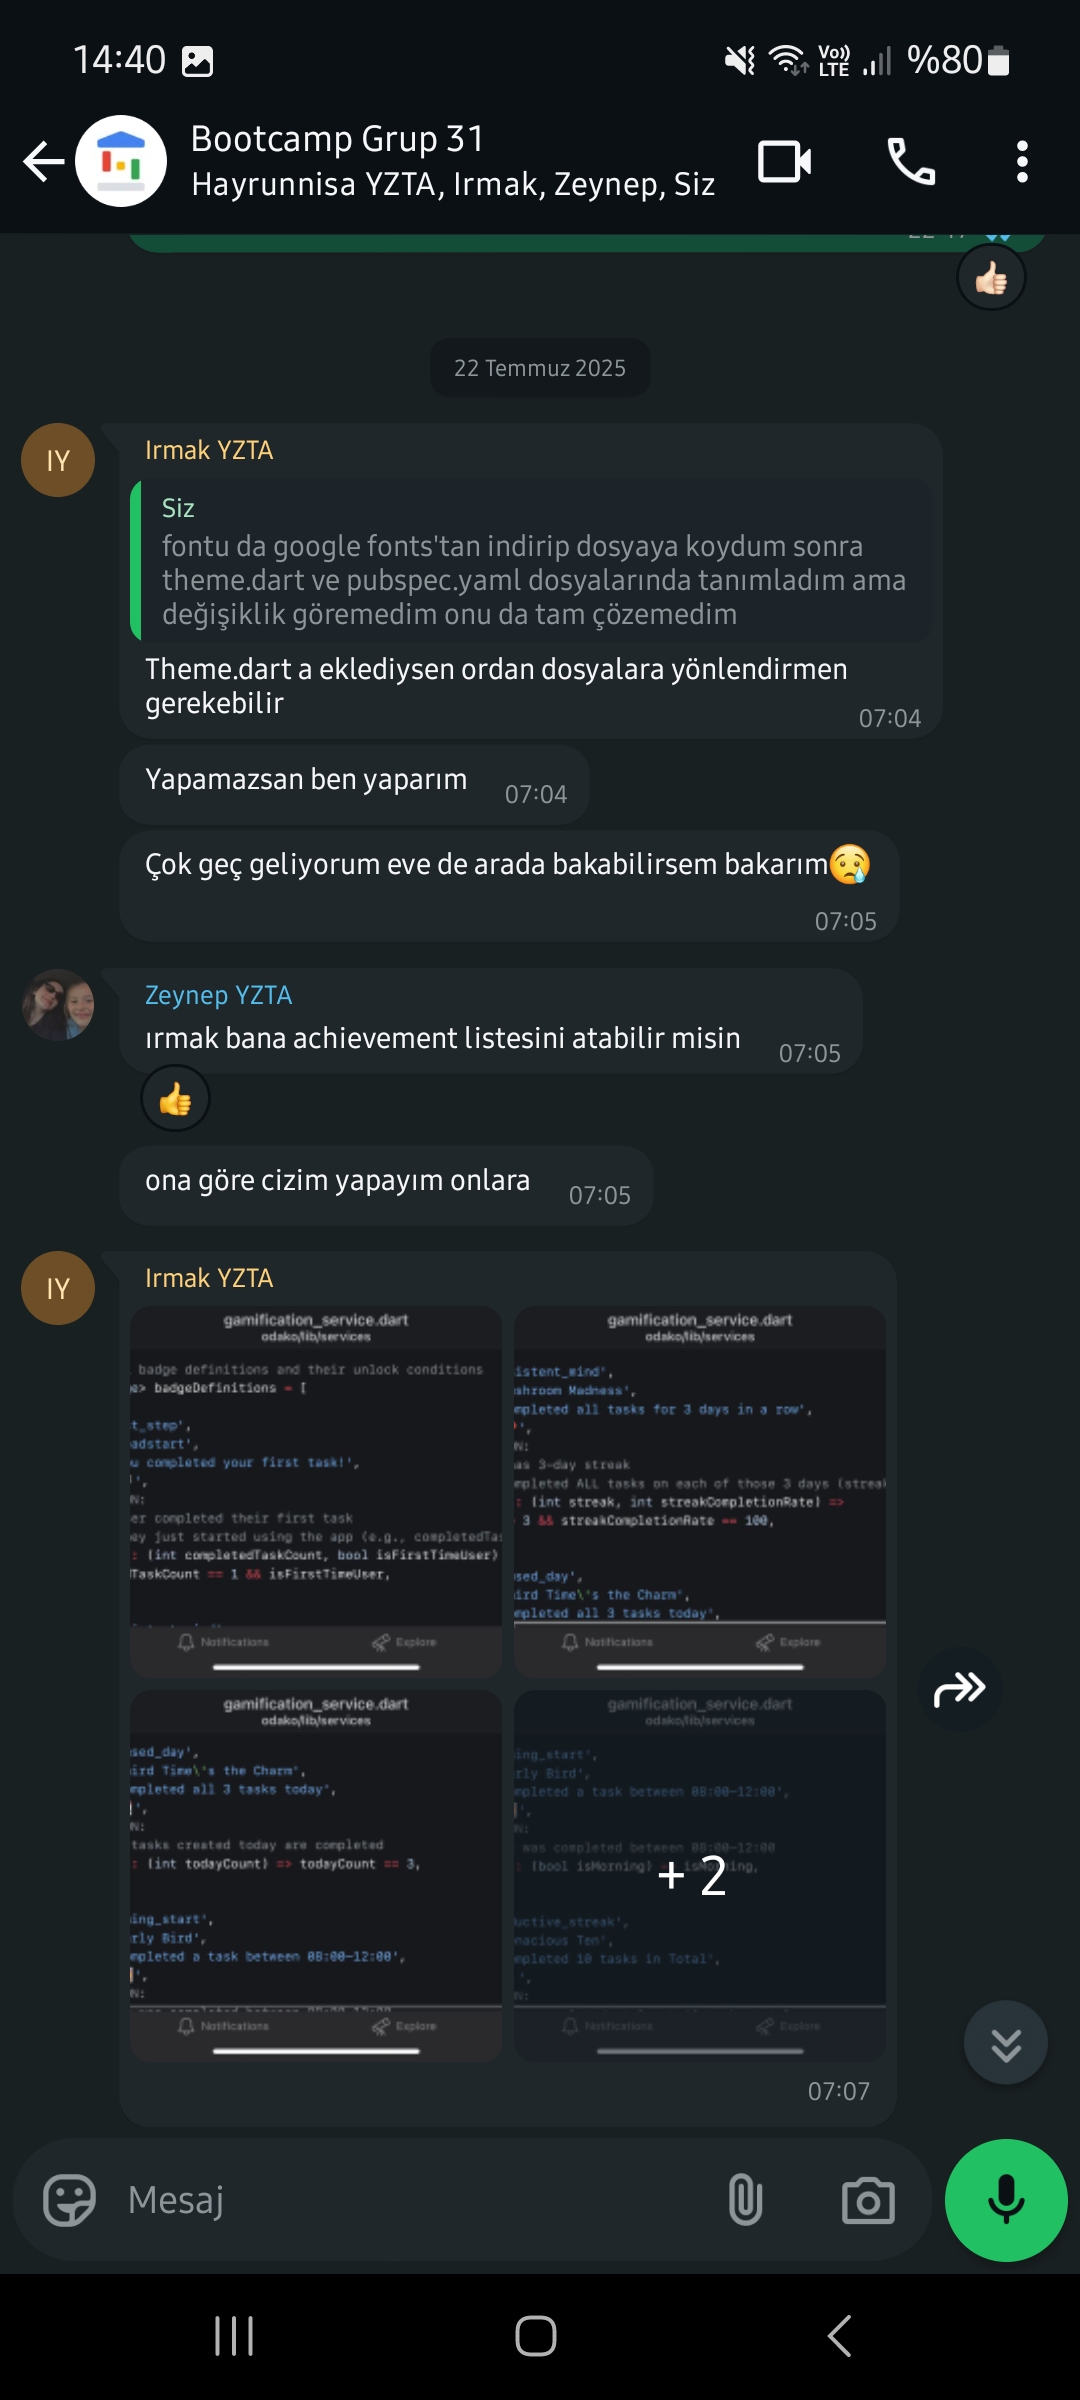 14:40
Vo))
LTE
%80
Bootcamp Grup 31
Hayrunnisa YZTA, Irmak, Zeynep, Siz
22 Temmuz 2025
IY
Irmak YZTA
Siz
fontu da google fonts'tan indirip dosyaya koydum sonra
theme.dart ve pubspec.yaml dosyalarında tanımladım ama
değişiklik göremedim onu da tam çözemedim
Theme.dart a eklediysen ordan dosyalara yönlendirmen
gerekebilir
07:04
Yapamazsan ben yaparım
07:04
Çok geç geliyorum eve de arada bakabilirsem bakarım😢
07:05
Zeynep YZTA
ırmak bana achievement listesini atabilir misin
07:05
ona göre cizim yapayım onlara
07:05
IY
Irmak YZTA
gamification_service.dart
odako/lib/services
badge definitions and their unlock conditions
e> badgeDefinitions = [
t_step',
adstart',
u completed your first task!',
',
N:
er completed their first task
ey just started using the app (e.g., completedTas
: (int completedTaskCount, bool isFirstTimeUser)
TaskCount == 1 && isFirstTimeUser,
Notifications
Explore
gamification_service.dart
odako/lib/services
istent_mind',
shroom Madness',
mpleted all tasks for 3 days in a row',
',
N:
as 3-day streak
mpleted ALL tasks on each of those 3 days (streak
: (int streak, int streakCompletionRate) =>
3 && streakCompletionRate == 100,
sed_day',
ird Time\'s the Charm',
mpleted all 3 tasks today',
Notifications
Explore
gamification_service.dart
odako/lib/services
sed_day',
ird Time\'s the Charm',
mpleted all 3 tasks today',
',
N:
tasks created today are completed
: (int todayCount) => todayCount == 3,
ing_start',
rly Bird',
mpleted a task between 08:00-12:00',
',
N:
Notifications
Explore
gamification_service.dart
odako/lib/services
ing_start',
rly Bird',
mpleted a task between 08:00-12:00',
',
N:
was completed between 08:00-12:00
: (bool isMorning) isMorning,
+ 2
uctive_streak',
nacious Ten',
mpleted 10 tasks in Total',
',
N:
Notifications
Explore
07:07
Mesaj